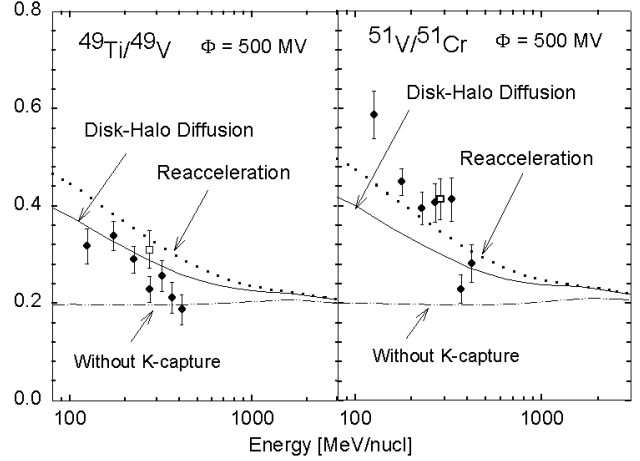 0.8
⁴⁹Ti/⁴⁹V Φ = 500 MV
⁵¹V/⁵¹Cr Φ = 500 MV
0.6
Disk-Halo Diffusion
Disk-Halo Diffusion
Reacceleration
Reacceleration
0.4
0.2
Without K-capture
Without K-capture
0.0
100 1000 100 1000
Energy [MeV/nucl]